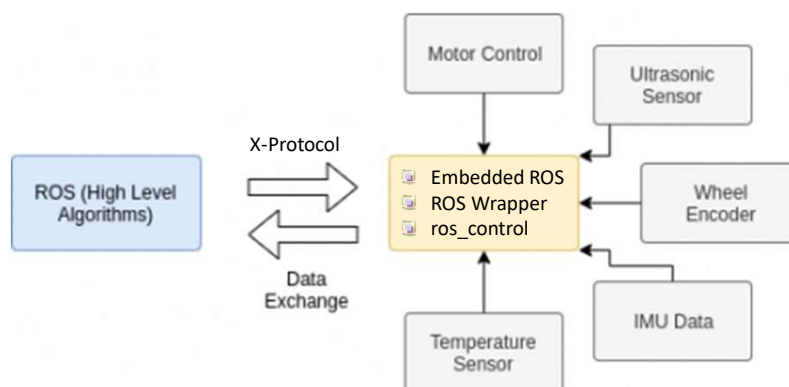 Motor Control
Ultrasonic
Sensor
X-Protocol
ROS (High Level
Algorithms)
Embedded ROS
ROS Wrapper
ros_control
Wheel
Encoder
Data
Exchange
IMU Data
Temperature
Sensor